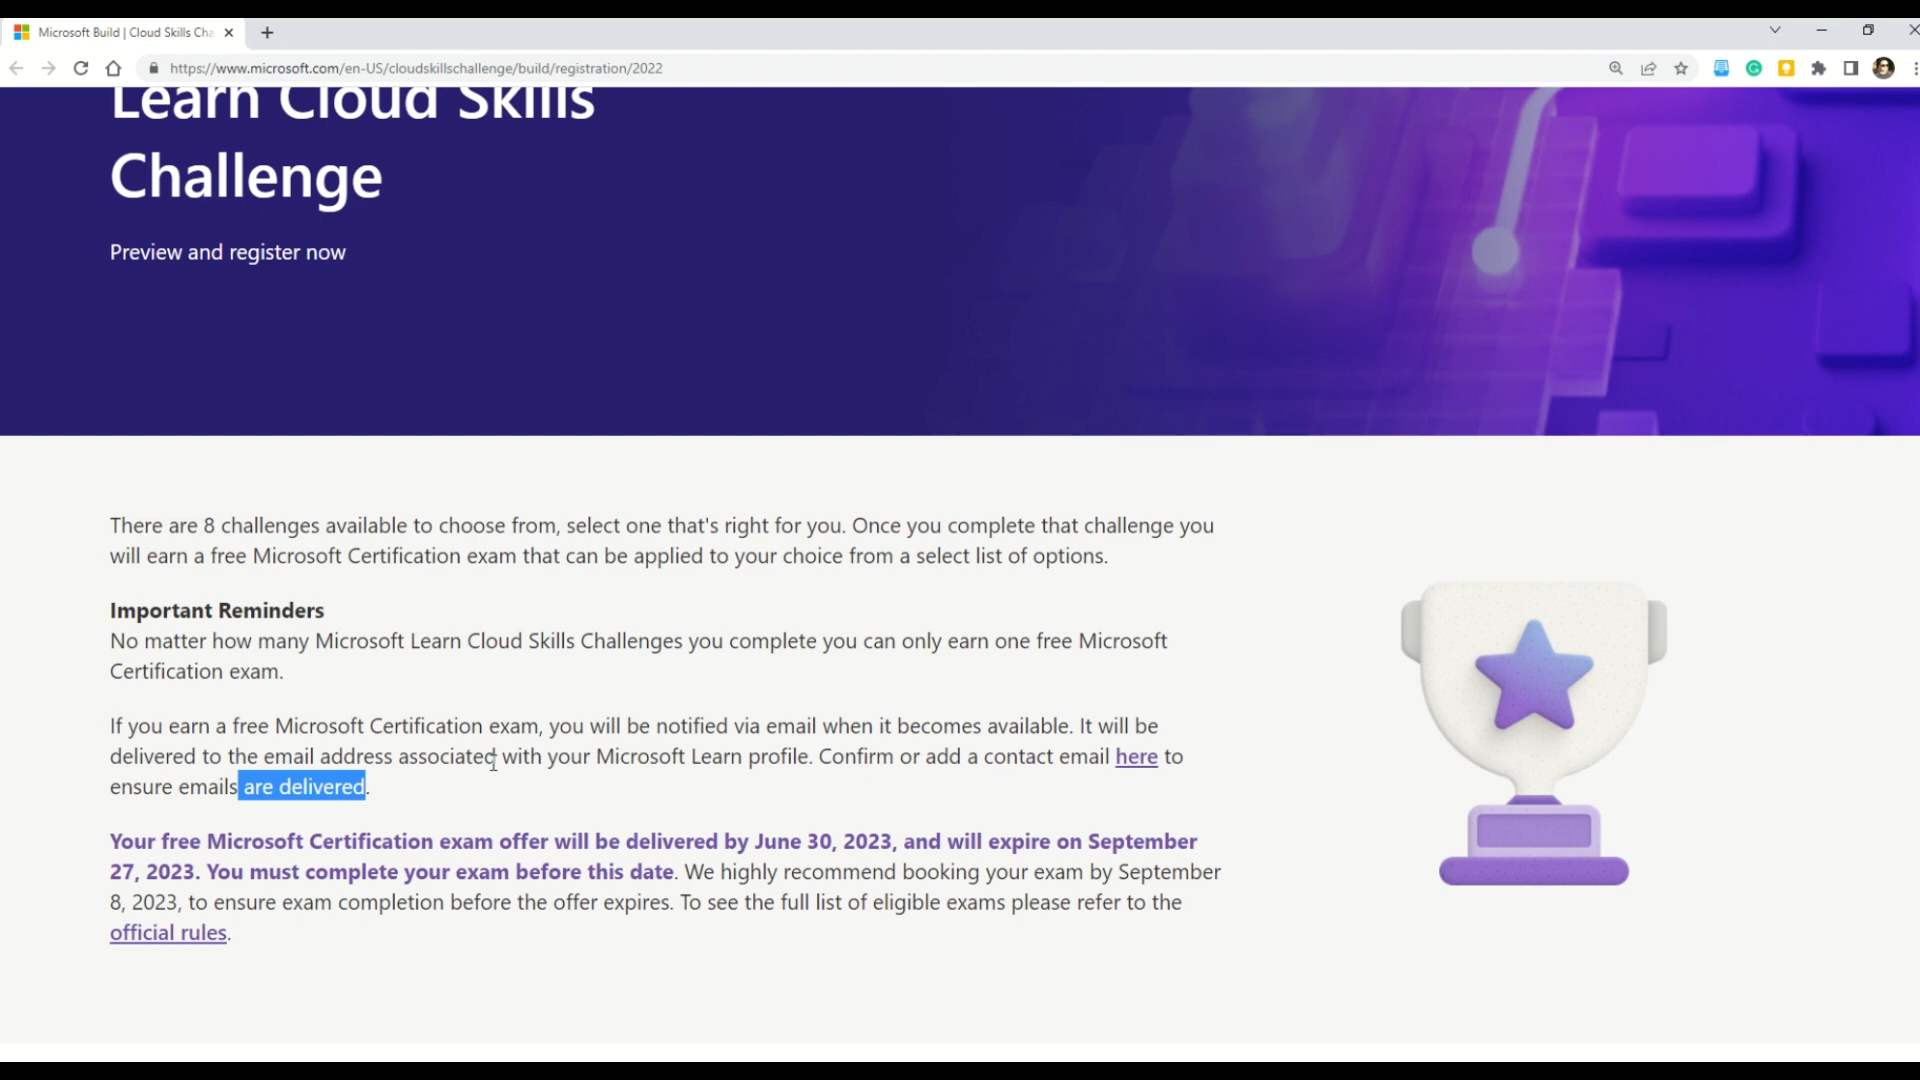 Microsoft Build | Cloud Skills Cha
https://www.microsoft.com/en-US/cloudskillschallenge/build/registration/2022
Learn Cloud Skills
Challenge
Preview and register now
There are 8 challenges available to choose from, select one that's right for you. Once you complete that challenge you
will earn a free Microsoft Certification exam that can be applied to your choice from a select list of options.
Important Reminders
No matter how many Microsoft Learn Cloud Skills Challenges you complete you can only earn one free Microsoft
Certification exam.
If you earn a free Microsoft Certification exam, you will be notified via email when it becomes available. It will be
delivered to the email address associated with your Microsoft Learn profile. Confirm or add a contact email here to
ensure emails are delivered.
Your free Microsoft Certification exam offer will be delivered by June 30, 2023, and will expire on September
27, 2023. You must complete your exam before this date. We highly recommend booking your exam by September
8, 2023, to ensure exam completion before the offer expires. To see the full list of eligible exams please refer to the
official rules.